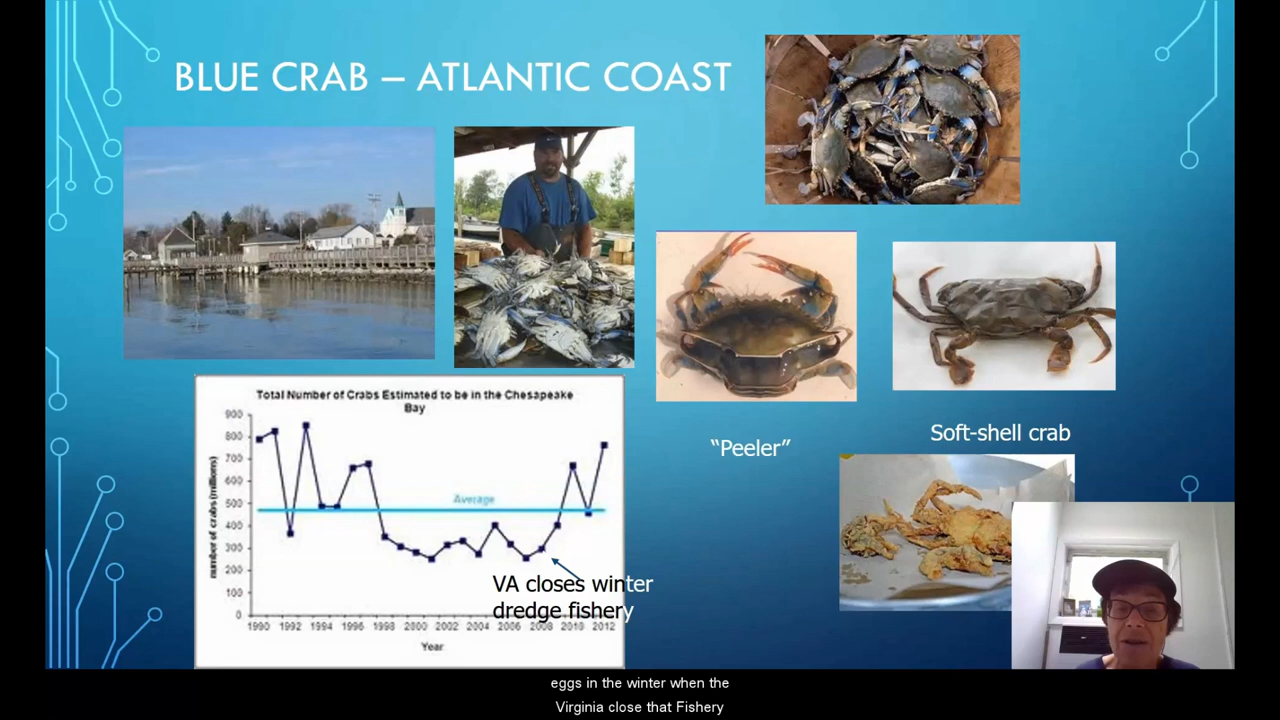 BLUE CRAB – ATLANTIC COAST
"Peeler"
Soft-shell crab
Total Number of Crabs Estimated to be in the Chesapeake
Bay
900
800
700
600
500
400
300
200
100
0
number of crabs (millions)
Average
VA closes winter
dredge fishery
1990 1992 1994 1996 1998 2000 2002 2004 2006 2008 2010 2012
Year
eggs in the winter when the
Virginia close that Fishery